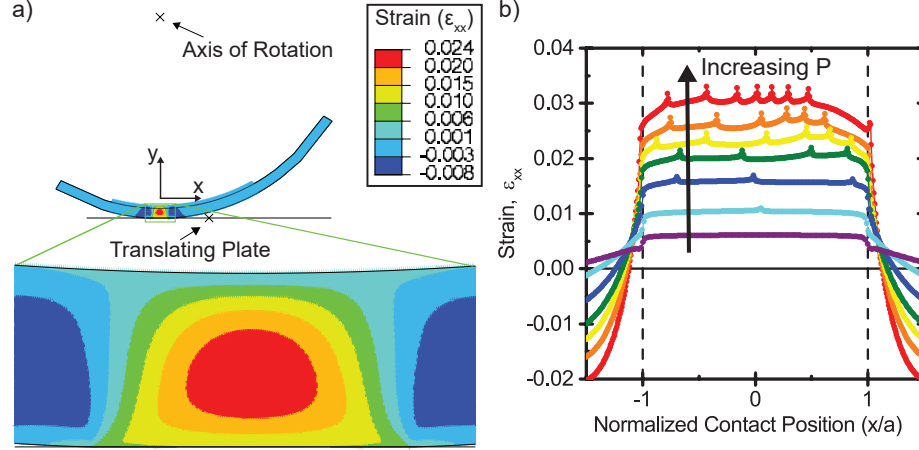 a)
Axis of Rotation
Strain (ε_xx)
0.024
0.020
0.015
0.010
0.006
0.001
-0.003
-0.008
y
x
Translating Plate
b)
Increasing P
Strain, ε_xx
0.04
0.03
0.02
0.01
0.00
-0.01
-0.02
-1
0
1
Normalized Contact Position (x/a)